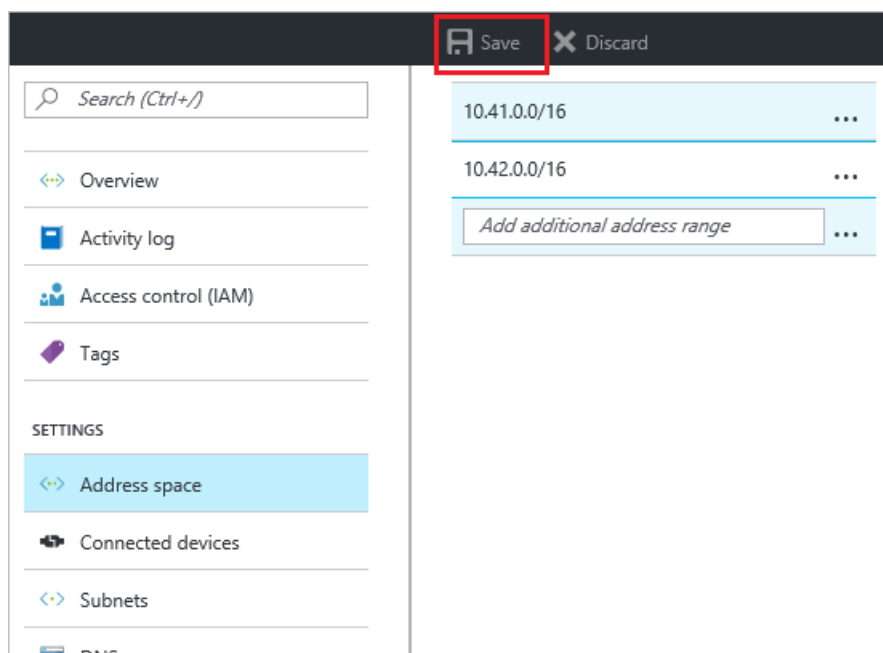 Save
Discard
Search (Ctrl+/)
Overview
Activity log
Access control (IAM)
Tags
SETTINGS
Address space
Connected devices
Subnets
10.41.0.0/16
...
10.42.0.0/16
...
Add additional address range
...